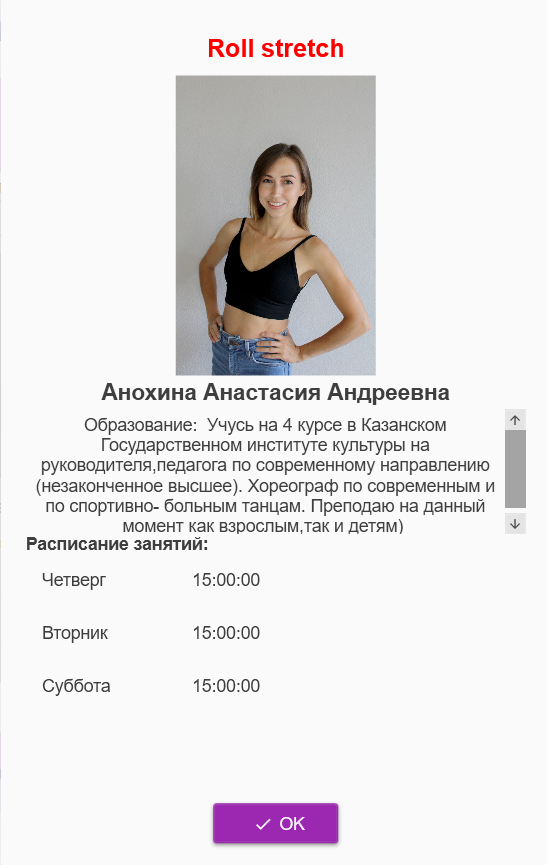 Roll stretch
Анохина Анастасия Андреевна
Образование: Учусь на 4 курсе в Казанском
Государственном институте культуры на
руководителя,педагога по современному направлению
(незаконченное высшее). Хореограф по современным и
по спортивно- больным танцам. Преподаю на данный
момент как взрослым,так и детям)
Расписание занятий:
Четверг 15:00:00
Вторник 15:00:00
Суббота 15:00:00
OK